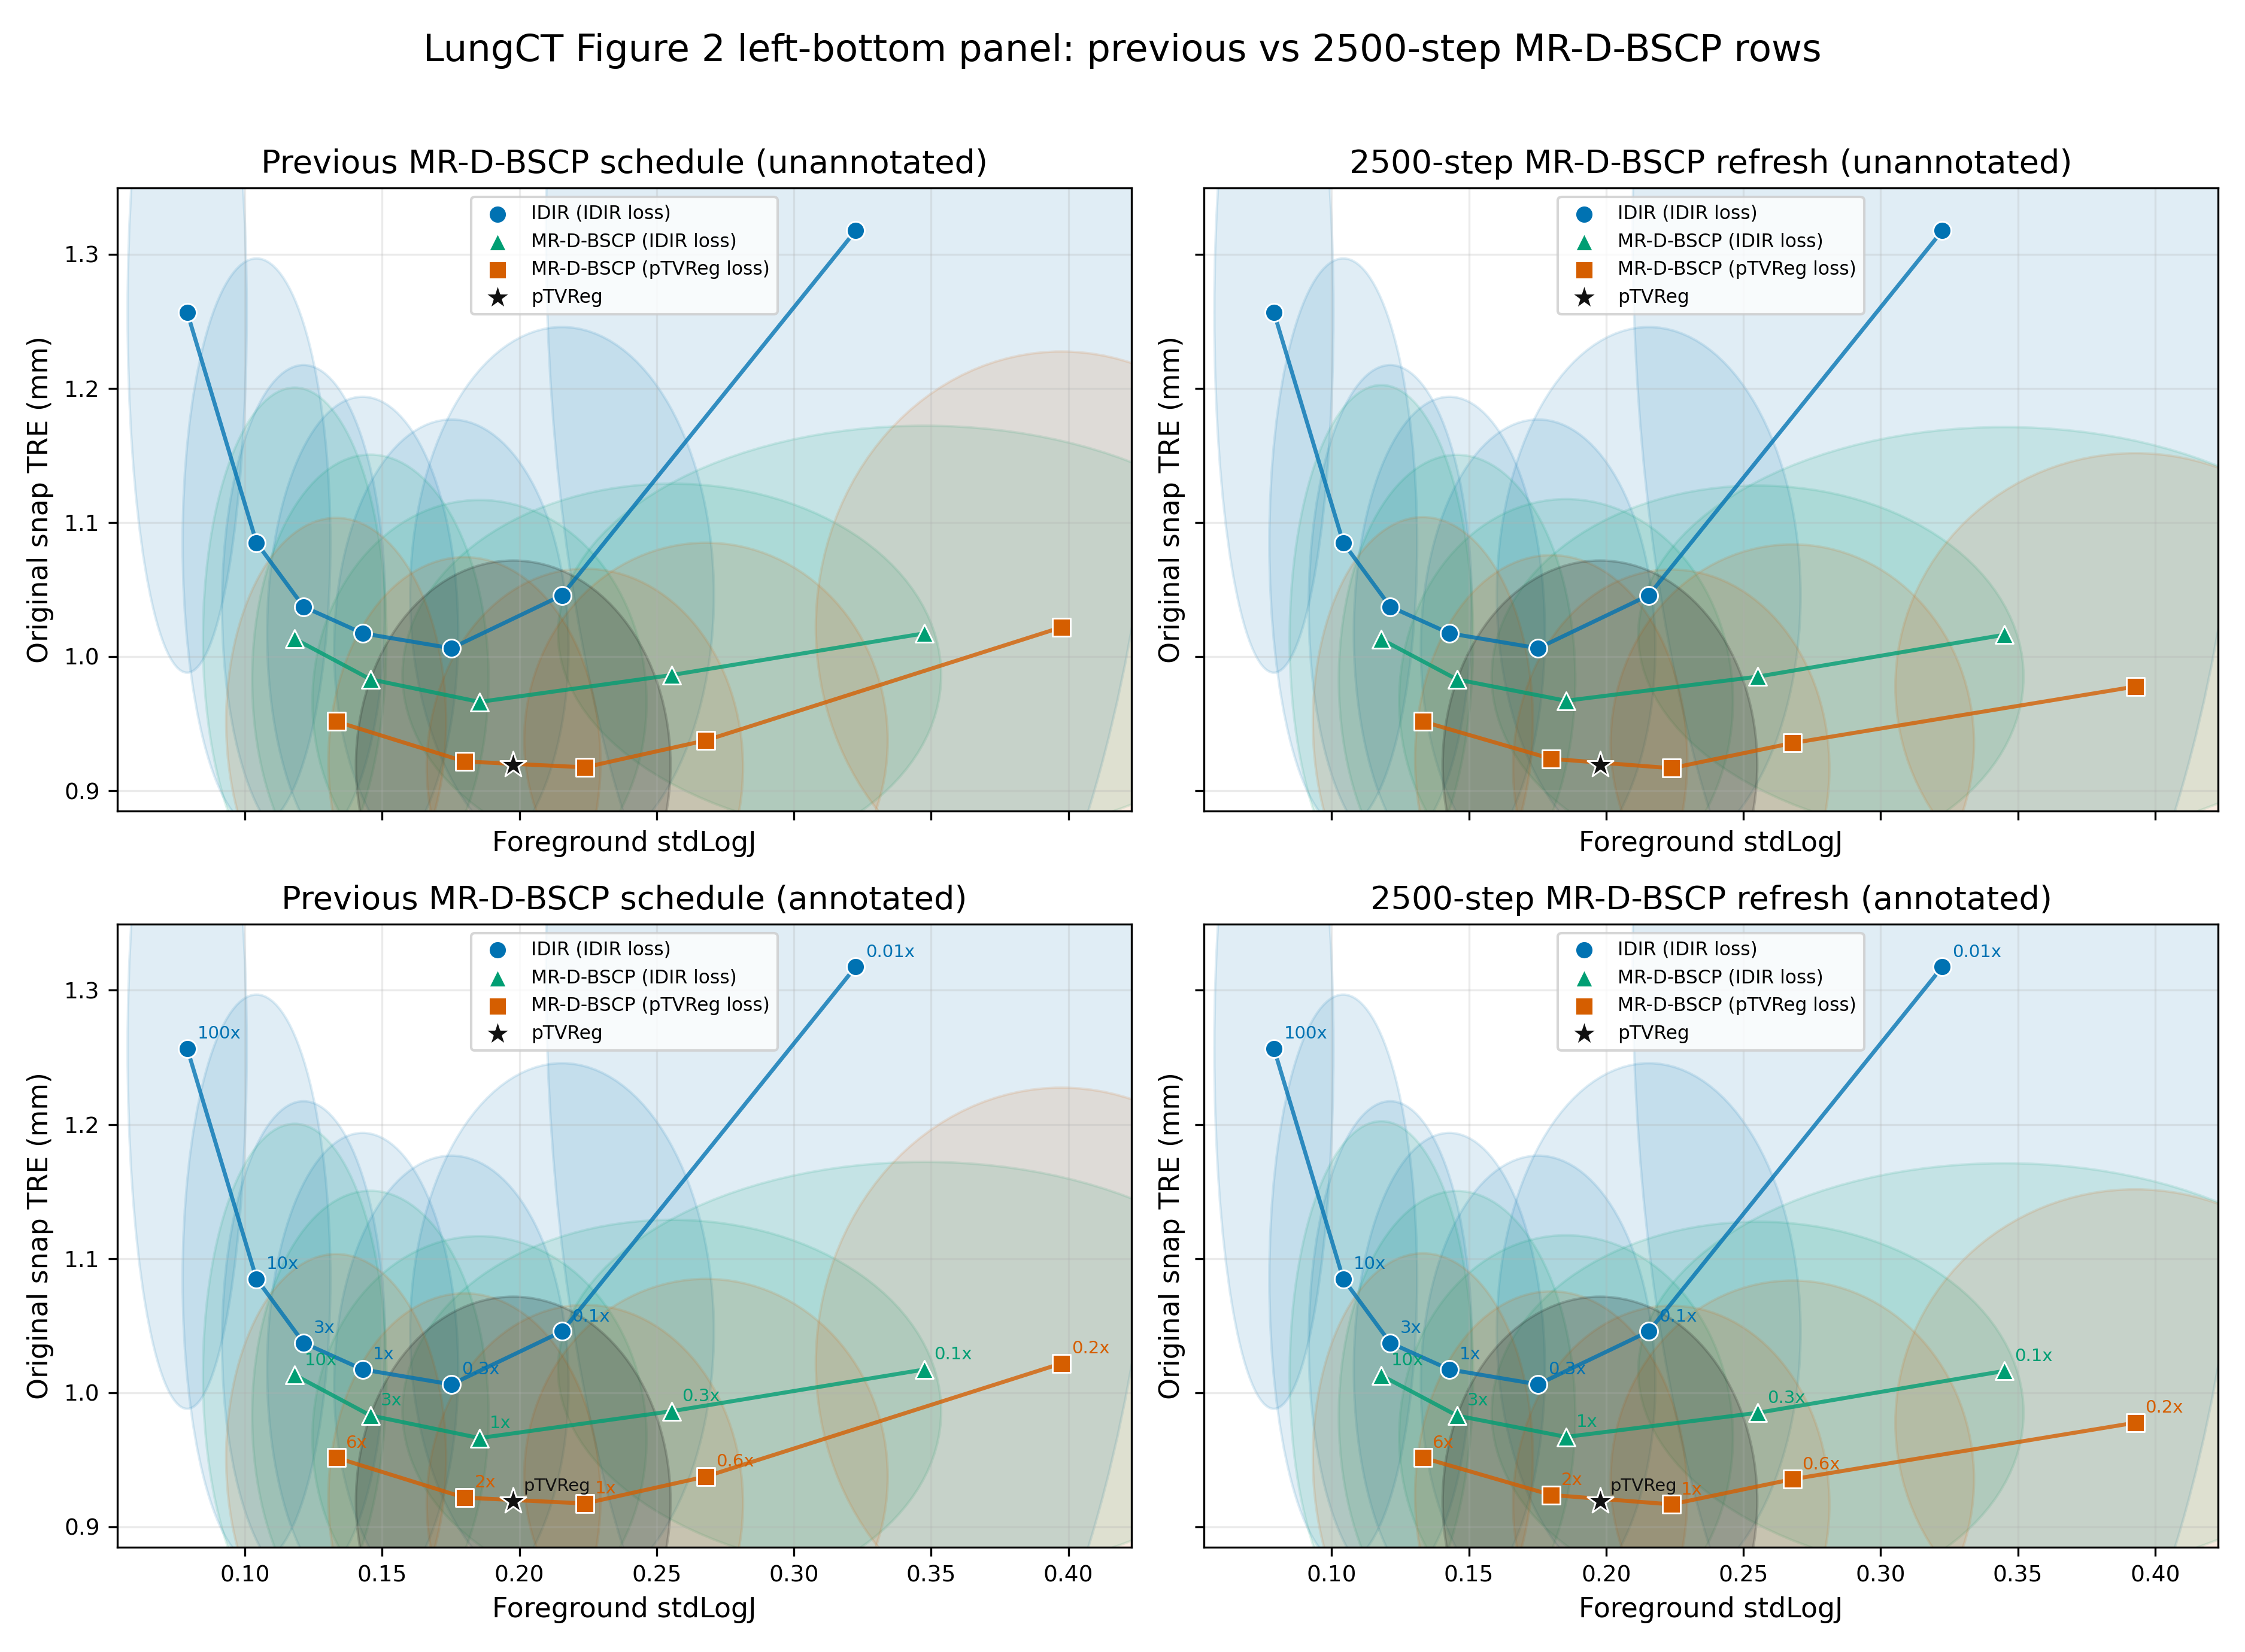 LungCT Figure 2 left-bottom panel: previous vs 2500-step MR-D-BSCP rows
Previous MR-D-BSCP schedule (unannotated)
IDIR (IDIR loss)
MR-D-BSCP (IDIR loss)
MR-D-BSCP (pTVReg loss)
pTVReg
1.3
1.2
1.1
1.0
0.9
Original snap TRE (mm)
Foreground stdLogJ
2500-step MR-D-BSCP refresh (unannotated)
IDIR (IDIR loss)
MR-D-BSCP (IDIR loss)
MR-D-BSCP (pTVReg loss)
pTVReg
Original snap TRE (mm)
Foreground stdLogJ
Previous MR-D-BSCP schedule (annotated)
IDIR (IDIR loss)
MR-D-BSCP (IDIR loss)
MR-D-BSCP (pTVReg loss)
pTVReg
0.01x
100x
10x
3x
1x
0.3x
0.1x
10x
3x
1x
0.3x
0.1x
6x
2x
pTVReg
1x
0.6x
0.2x
1.3
1.2
1.1
1.0
0.9
Original snap TRE (mm)
0.10 0.15 0.20 0.25 0.30 0.35 0.40
Foreground stdLogJ
2500-step MR-D-BSCP refresh (annotated)
IDIR (IDIR loss)
MR-D-BSCP (IDIR loss)
MR-D-BSCP (pTVReg loss)
pTVReg
0.01x
100x
10x
3x
1x
0.3x
0.1x
10x
3x
1x
0.3x
0.1x
6x
2x
pTVReg
1x
0.6x
0.2x
Original snap TRE (mm)
0.10 0.15 0.20 0.25 0.30 0.35 0.40
Foreground stdLogJ